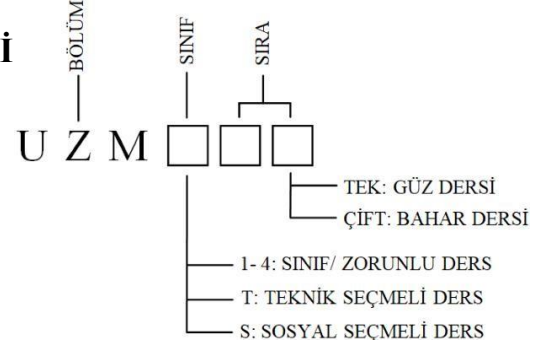 İ
BÖLÜM
SINIF
SIRA
U Z M
TEK: GÜZ DERSİ
ÇİFT: BAHAR DERSİ
1- 4: SINIF/ ZORUNLU DERS
T: TEKNİK SEÇMELİ DERS
S: SOSYAL SEÇMELİ DERS